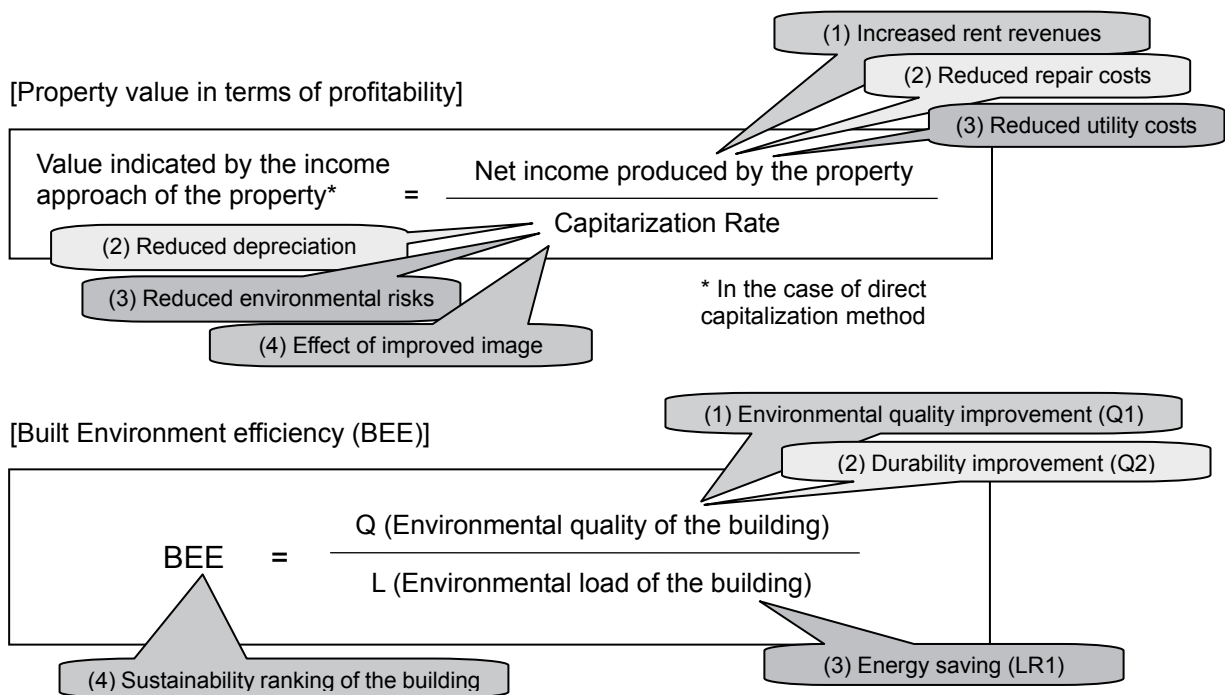 (1) Increased rent revenues
(2) Reduced repair costs
[Property value in terms of profitability]
(3) Reduced utility costs
Value indicated by the income
approach of the property*
=
Net income produced by the property
Capitarization Rate
(2) Reduced depreciation
(3) Reduced environmental risks
(4) Effect of improved image
* In the case of direct
capitalization method
(1) Environmental quality improvement (Q1)
[Built Environment efficiency (BEE)]
(2) Durability improvement (Q2)
Q (Environmental quality of the building)
BEE =
L (Environmental load of the building)
(3) Energy saving (LR1)
(4) Sustainability ranking of the building